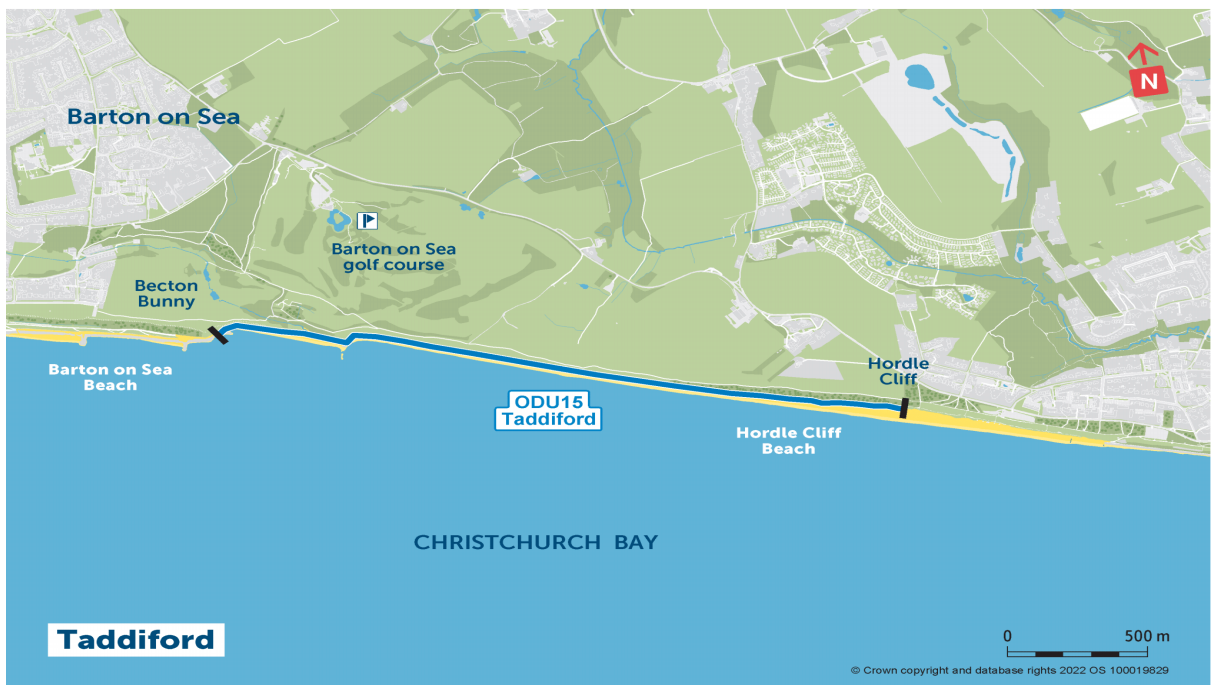 N
Barton on Sea
Barton on Sea
golf course
Becton
Bunny
Barton on Sea
Beach
Hordle
Cliff
ODU15
Taddiford
Hordle Cliff
Beach
CHRISTCHURCH BAY
Taddiford
0 500 m
© Crown copyright and database rights 2022 OS 100019829